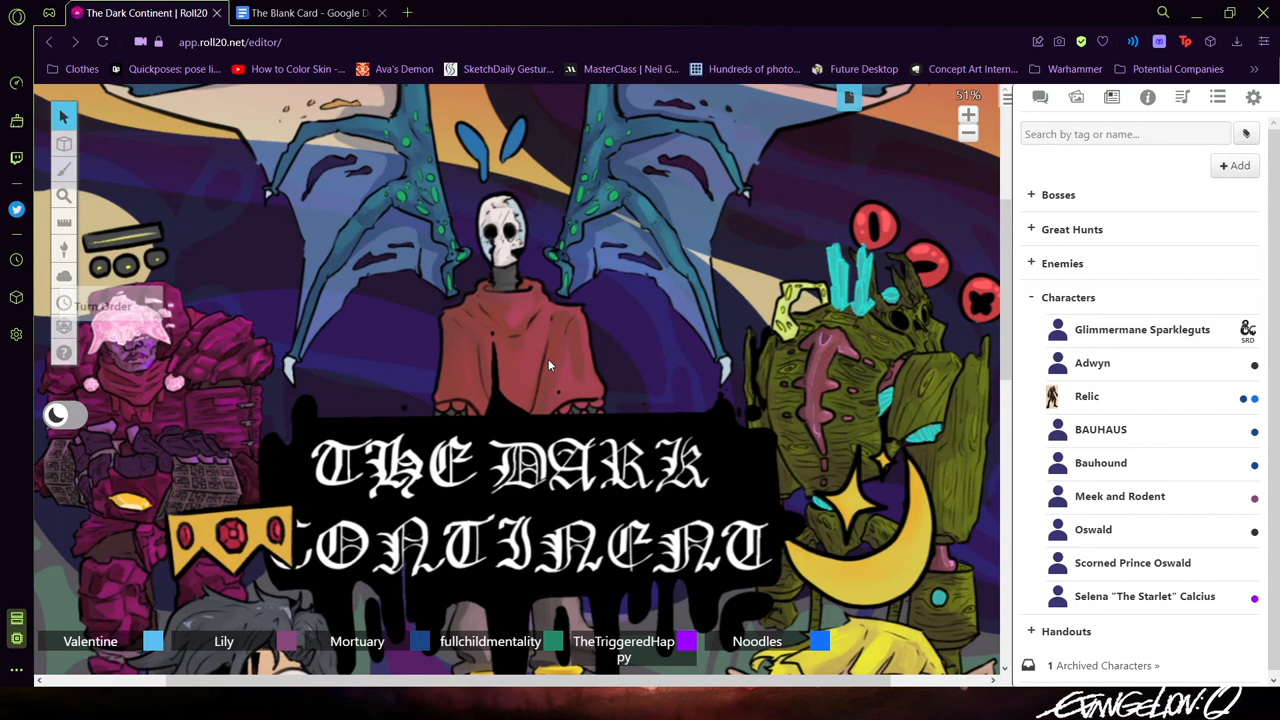 The Dark Continent | Roll20
The Blank Card - Google D
app.roll20.net/editor/
Clothes
Quickposes: pose li...
How to Color Skin -...
Ava's Demon
SketchDaily Gestur...
MasterClass | Neil G...
Hundreds of photo...
Future Desktop
Concept Art Intern...
Warhammer
Potential Companies
51%
Search by tag or name...
+ Add
Bosses
Great Hunts
Enemies
Characters
Glimmermane Sparkleguts
SRD
Adwyn
Relic
BAUHAUS
Bauhound
Meek and Rodent
Oswald
Scorned Prince Oswald
Selena "The Starlet" Calcius
Handouts
1 Archived Characters »
Turn Order
THE DARK
CONTINENT
Valentine
Lily
Mortuary
fullchildmentality
TheTriggeredHap
py
Noodles